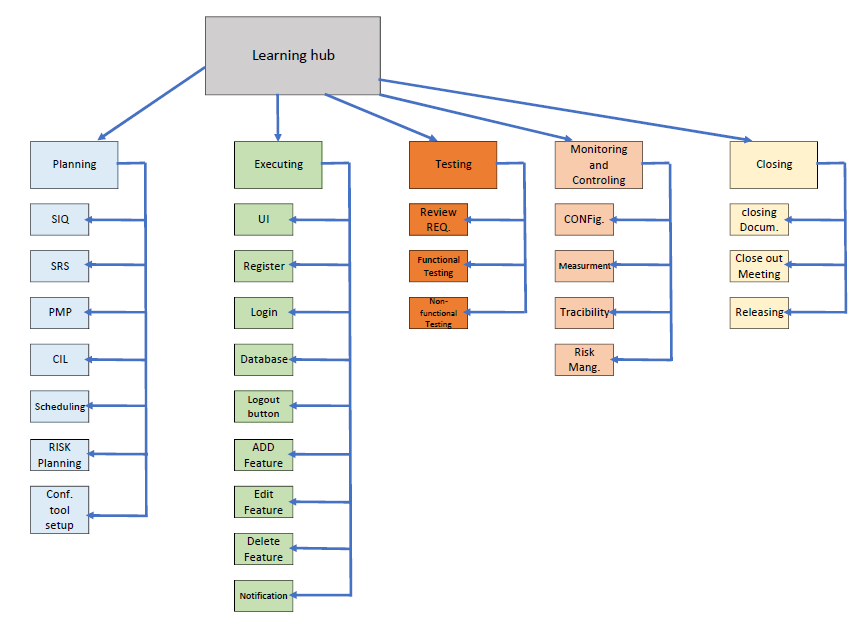 Learning hub
Planning
SIQ
SRS
PMP
CIL
Scheduling
RISK
Planning
Conf.
tool
setup
Executing
UI
Register
Login
Database
Logout
button
ADD
Feature
Edit
Feature
Delete
Feature
Notification
Testing
Review
REQ.
Functional
Testing
Non-
functional
Testing
Monitoring
and
Controling
CONFig.
Measurment
Tracibility
Risk
Mang.
Closing
closing
Docum.
Close out
Meeting
Releasing